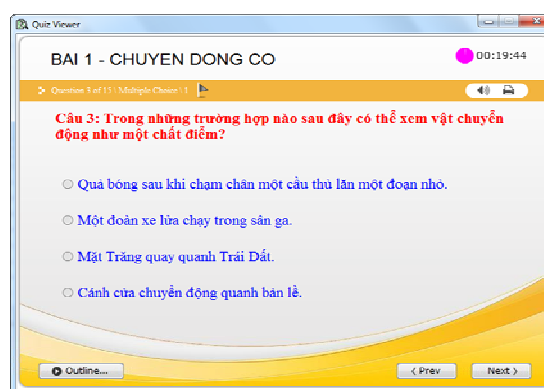 Quiz Viewer
BAI 1 - CHUYEN DONG CO
00:19:44
Question 3 of 15 \ Multiple Choice \ 1
Câu 3: Trong những trường hợp nào sau đây có thể xem vật chuyển
động như một chất điểm?
Quả bóng sau khi chạm chân một cầu thủ lăn một đoạn nhỏ.
Một đoàn xe lửa chạy trong sân ga.
Mặt Trăng quay quanh Trái Đất.
Cánh cửa chuyển động quanh bản lề.
Outline...
Prev
Next